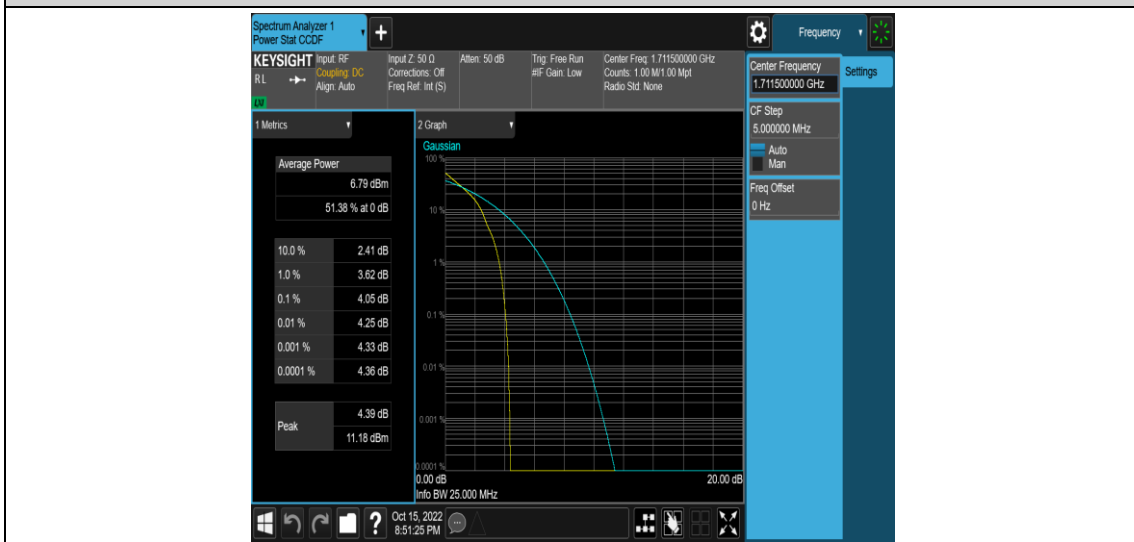 Spectrum Analyzer 1
Power Stat CCDF
+
Frequency
KEYSIGHT
RL
LXI
Input: RF
Coupling: DC
Align: Auto
Input Z: 50 Ω
Corrections: Off
Freq Ref: Int (S)
Atten: 50 dB
Trig: Free Run
#IF Gain: Low
Center Freq: 1.711500000 GHz
Counts: 1.00 M/1.00 Mpt
Radio Std: None
Center Frequency
1.711500000 GHz
Settings
CF Step
5.000000 MHz
Auto
Man
Freq Offset
0 Hz
1 Metrics
Average Power
6.79 dBm
51.38 % at 0 dB
10.0 % 2.41 dB
1.0 % 3.62 dB
0.1 % 4.05 dB
0.01 % 4.25 dB
0.001 % 4.33 dB
0.0001 % 4.36 dB
Peak
4.39 dB
11.18 dBm
2 Graph
Gaussian
100 %
10 %
1 %
0.1 %
0.01 %
0.001 %
0.0001 %
0.00 dB 20.00 dB
Info BW 25.000 MHz
?
Oct 15, 2022
8:51:25 PM